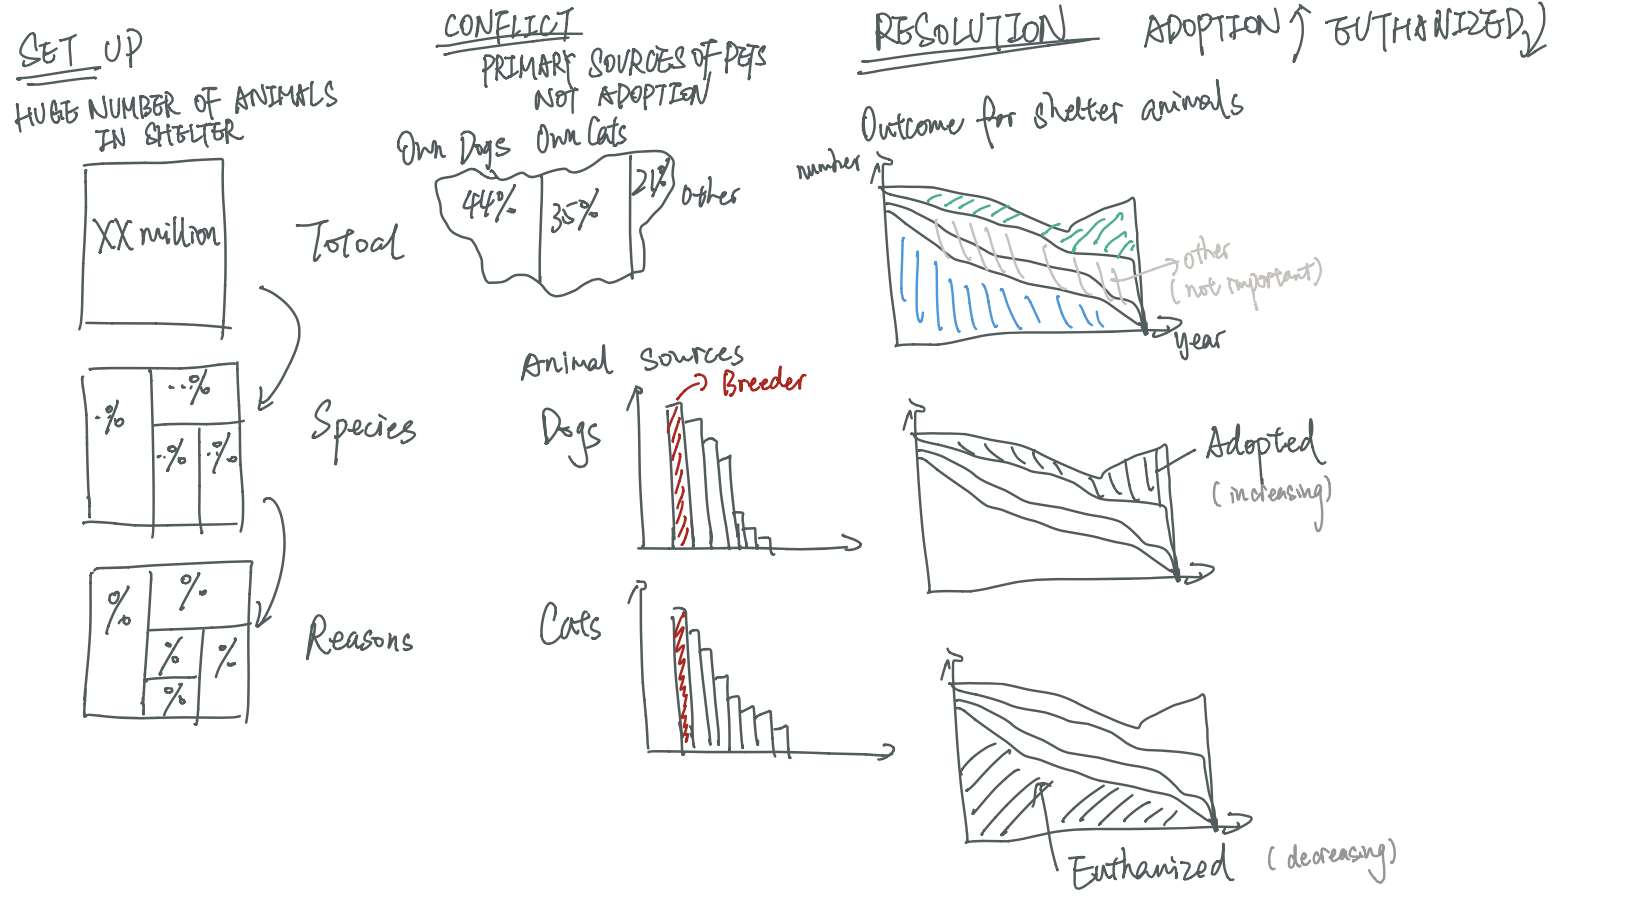 SET UP
HUGE NUMBER OF ANIMALS
IN SHELTER
XX million
Totoal
..%
...%
..%
..%
Species
%
%
%
%
%
Reasons
CONFLICT
PRIMARY SOURCES OF PETS
NOT ADOPTION
Own Dogs Own Cats
44%
35%
21%
other
Animal Sources
Breeder
Dogs
Cats
RESOLUTION ADOPTION ↑ EUTHANIZED ↓
Outcome for shelter animals
number
other
(not important)
year
Adopted
(increasing)
Euthanized
(decreasing)